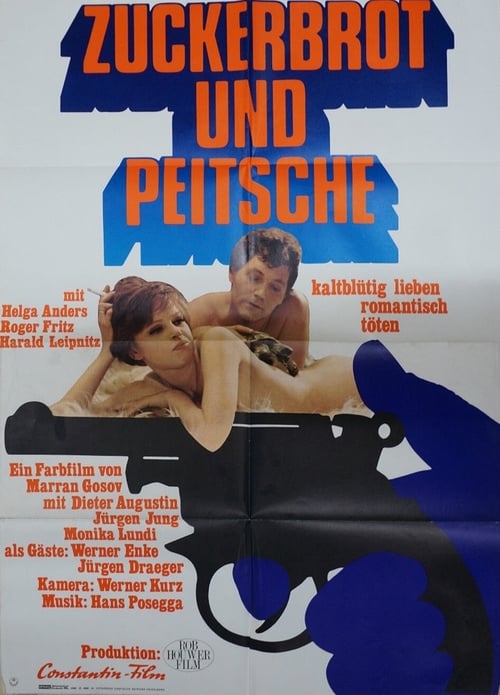 ZUCKERBROT
UND
PEITSCHE
mit
Helga Anders
Roger Fritz
Harald Leipnitz
kaltblütig lieben
romantisch
töten
Ein Farbfilm von
Marran Gosov
mit Dieter Augustin
Jürgen Jung
Monika Lundi
als Gäste: Werner Enke
Jürgen Draeger
Kamera: Werner Kurz
Musik: Hans Posegga
Produktion:
ROB
HOUWER
FILM
Constantin-Film